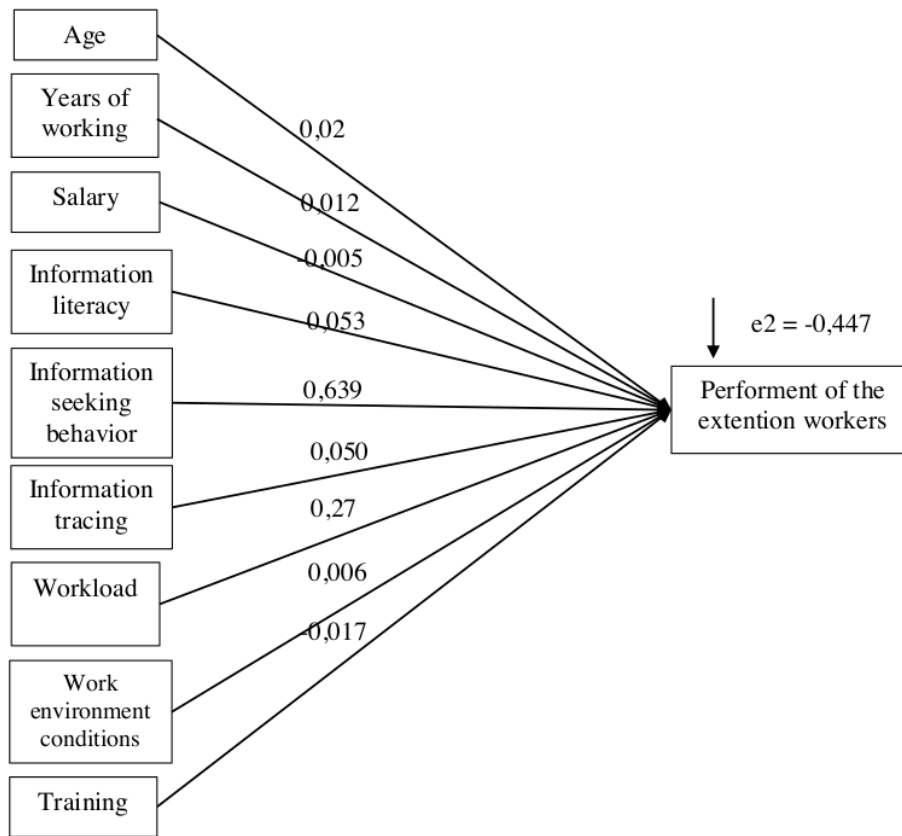 Age
Years of
working
Salary
Information
literacy
Information
seeking
behavior
Information
tracing
Workload
Work
environment
conditions
Training
0,02
0,012
-0,005
0,053
0,639
0,050
0,27
0,006
-0,017
e2 = -0,447
Performent of the
extention workers